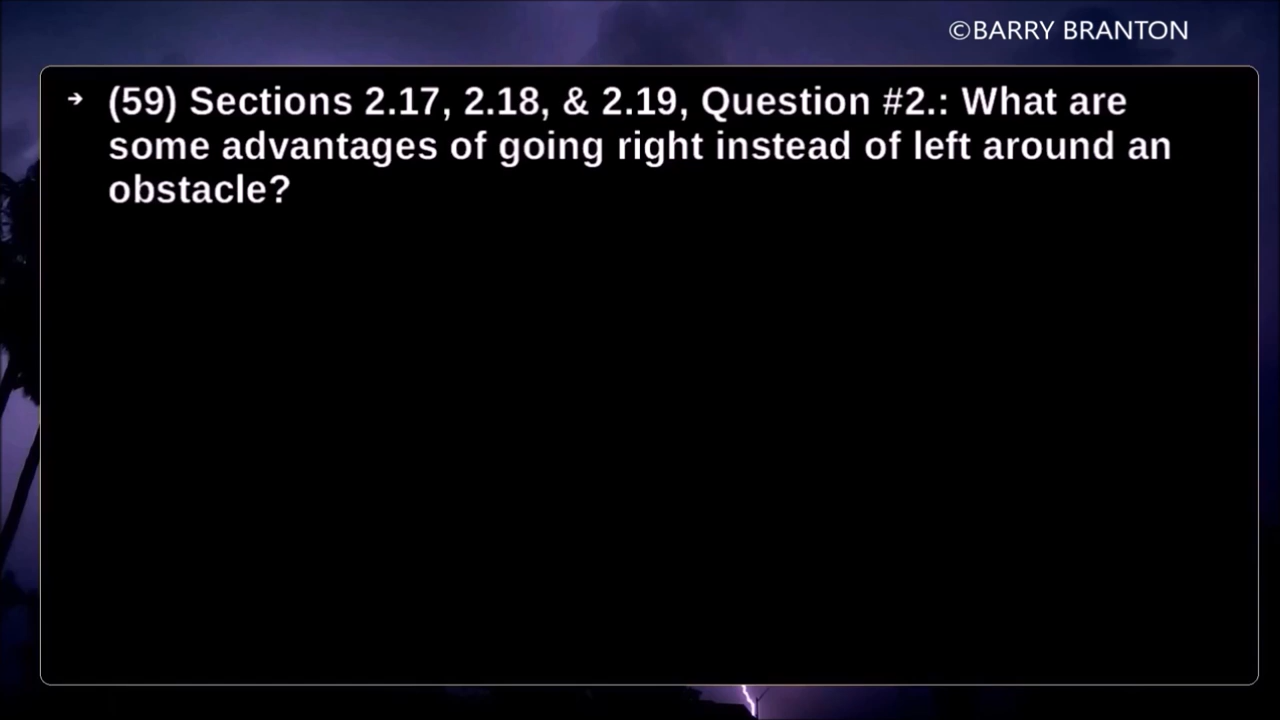 ©BARRY BRANTON
➔ (59) Sections 2.17, 2.18, & 2.19, Question #2.: What are
some advantages of going right instead of left around an
obstacle?